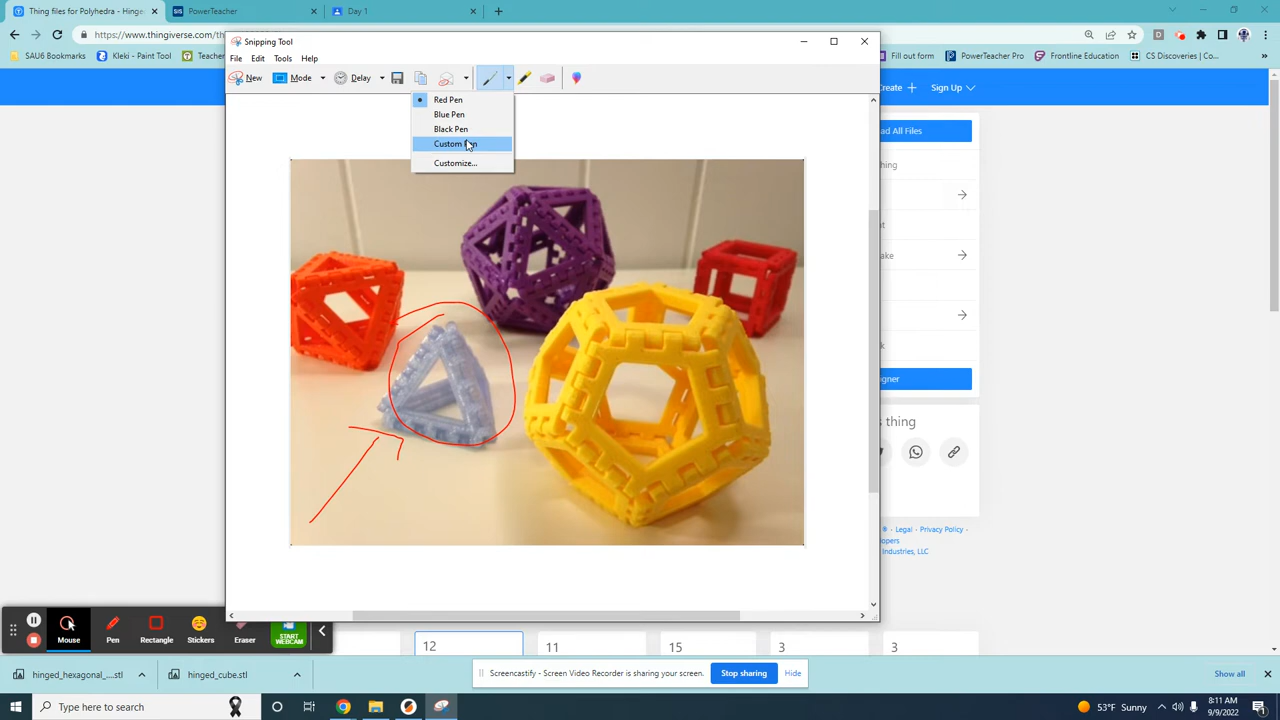 Thing files for Polyhedra - Hinge
PowerTeacher
Day 1
https://www.thingiverse.com/th
SAU6 Bookmarks
Kleki - Paint Tool
Everyday
Fill out form
PowerTeacher Pro
Frontline Education
CS Discoveries | Co...
Snipping Tool
File Edit Tools Help
New Mode Delay
Red Pen
Blue Pen
Black Pen
Custom Pen
Customize...
Create
Sign Up
ad All Files
hing
t
ake
k
gner
s thing
® - Legal - Privacy Policy -
opers
Industries, LLC
Mouse Pen Rectangle Stickers Eraser START WEBCAM
12 11 15 3 3
hinged_hexagonal_....stl
hinged_cube.stl
Screencastify - Screen Video Recorder is sharing your screen.
Stop sharing
Hide
Show all
Type here to search
53°F Sunny
8:11 AM
9/9/2022